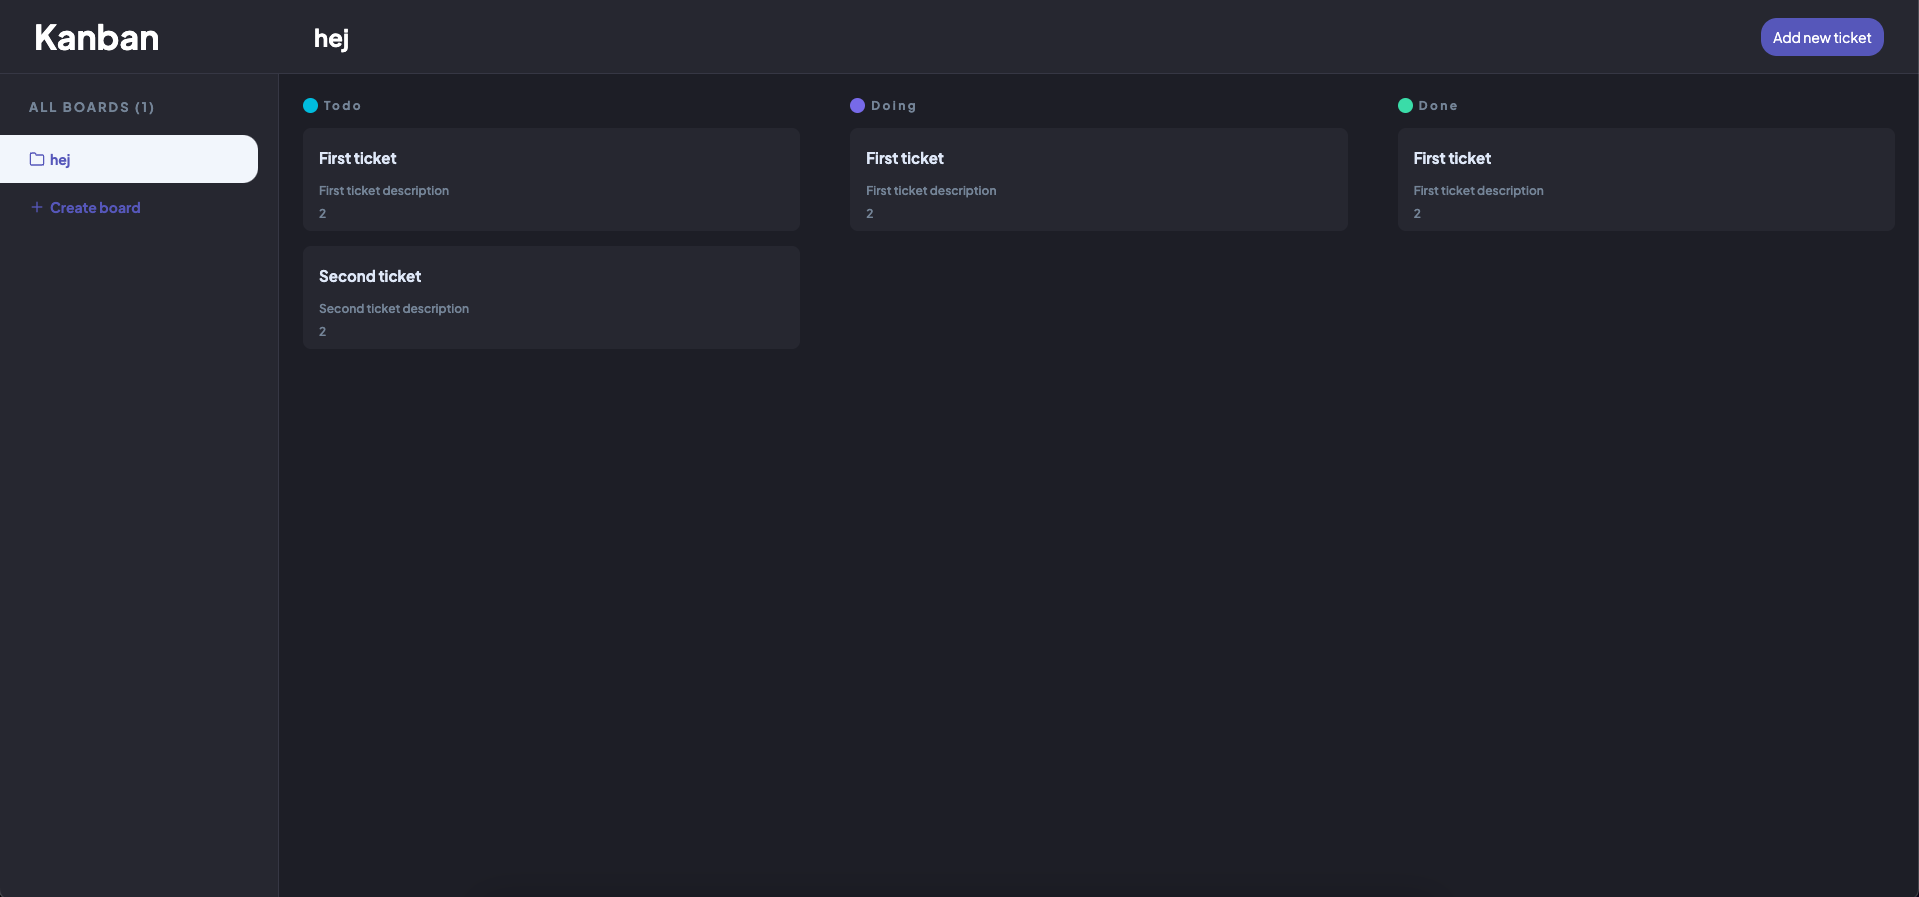 Kanban
hej
Add new ticket
ALL BOARDS (1)
hej
Create board
Todo
First ticket
First ticket description
2
Second ticket
Second ticket description
2
Doing
First ticket
First ticket description
2
Done
First ticket
First ticket description
2